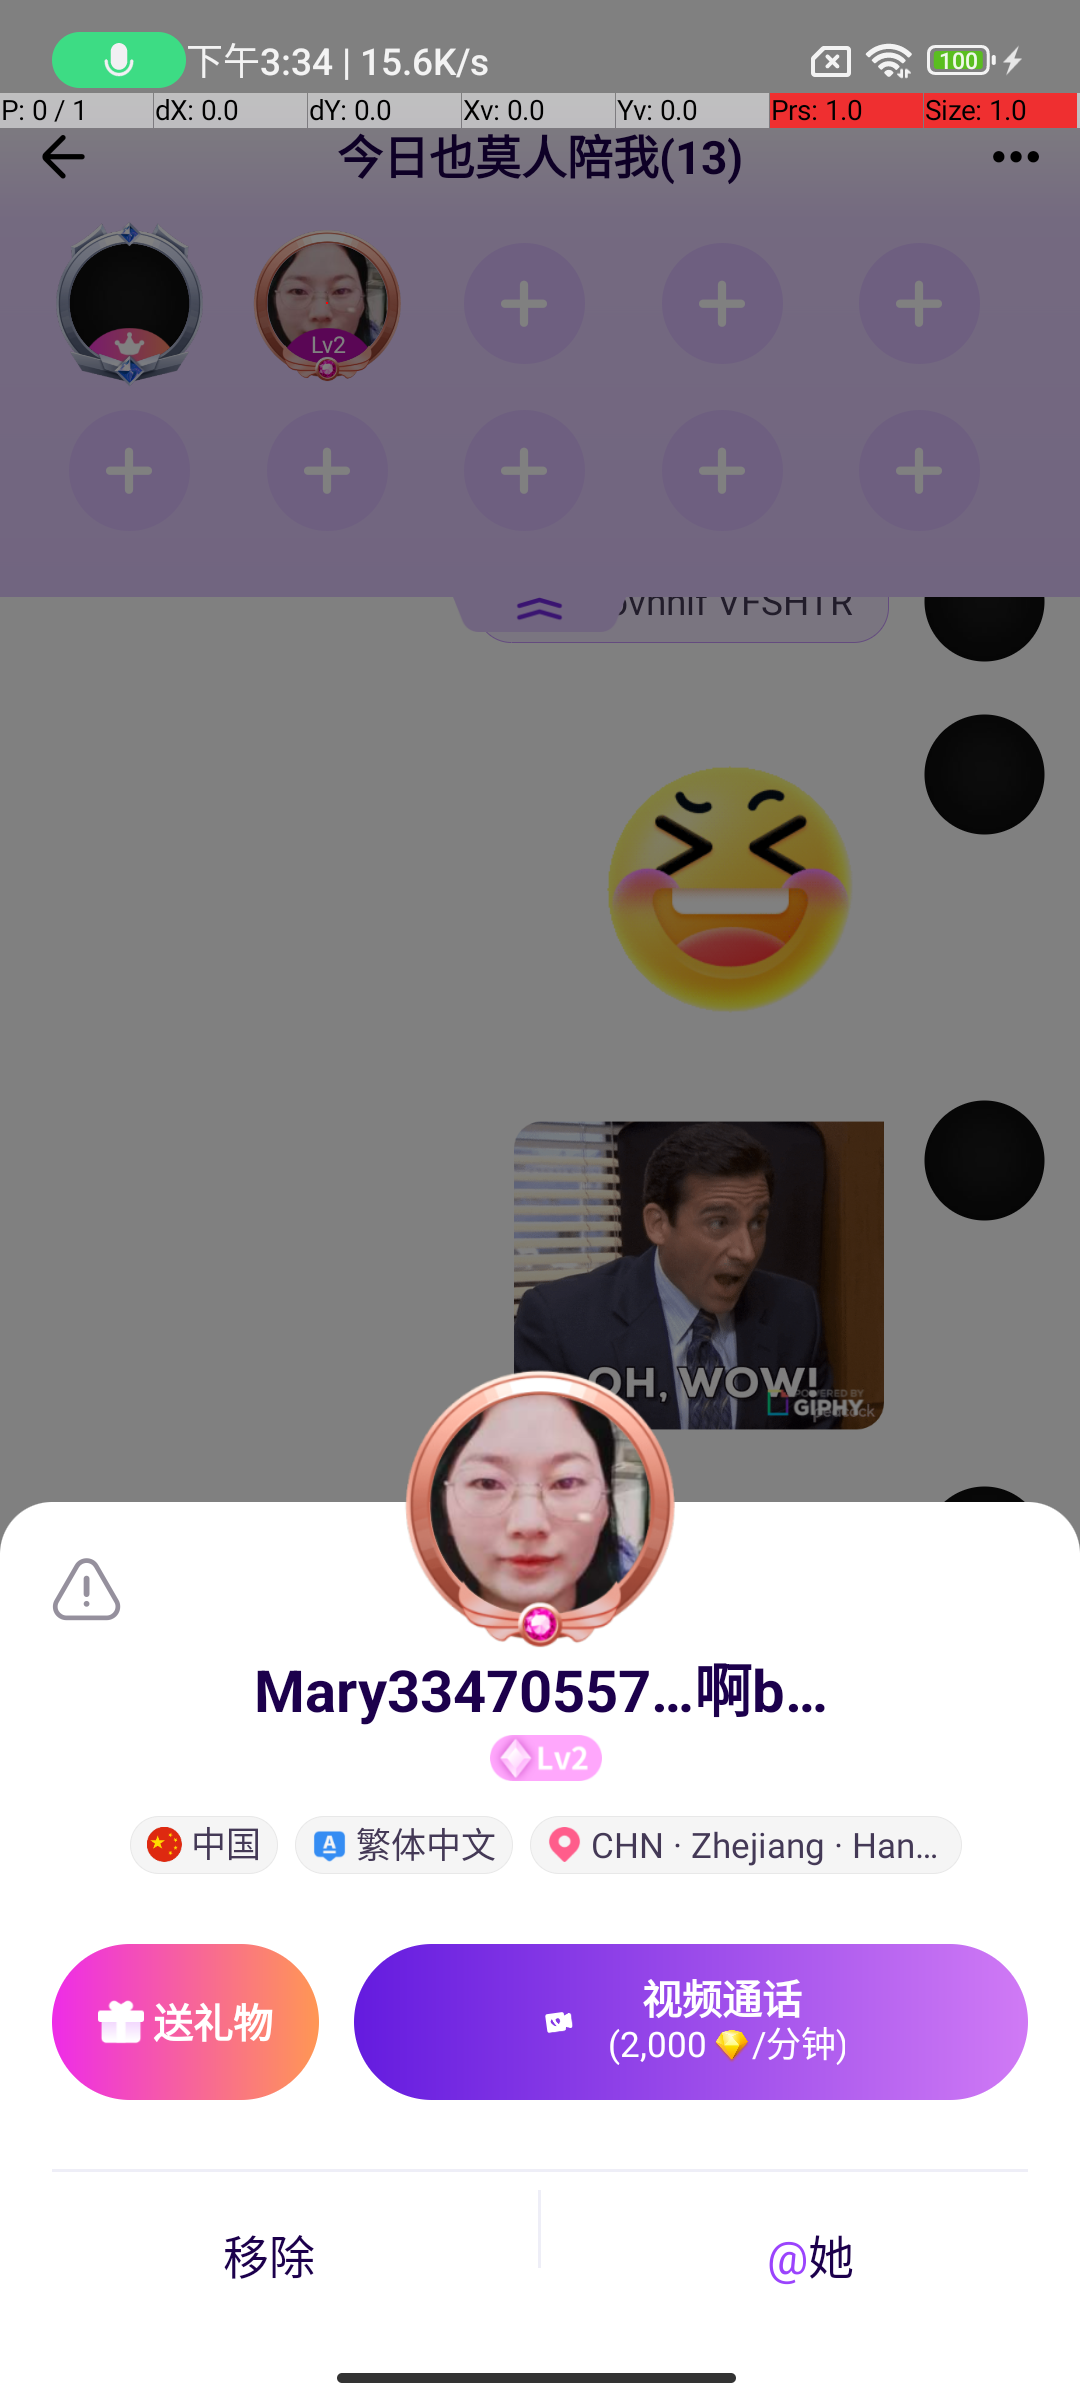 下午3:34 | 15.6K/s
100
P: 0 / 1
dX: 0.0
dY: 0.0
Xv: 0.0
Yv: 0.0
Prs: 1.0
Size: 1.0
今日也莫人陪我(13)
Lv2
VFSHTR
OH, WOW!
POWERED BY
GIPHY
peacock
Mary33470557...啊b...
Lv2
中国
A 繁体中文
CHN · Zhejiang · Han...
送礼物
视频通话
(2,000 /分钟)
移除
@她